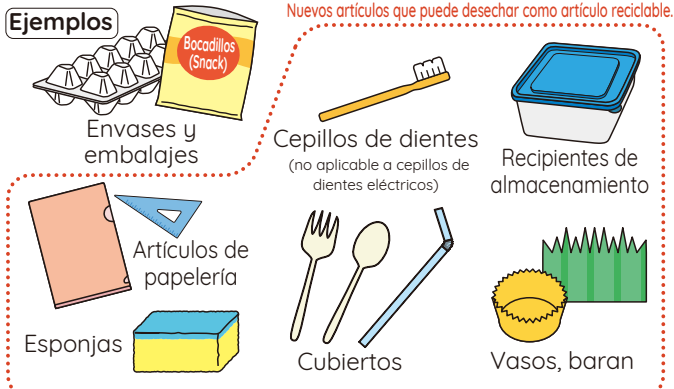 Ejemplos
Nuevos artículos que puede desechar como artículo reciclable.
Bocadillos
(Snack)
Envases y
embalajes
Cepillos de dientes
(no aplicable a cepillos de
dientes eléctricos)
Recipientes de
almacenamiento
Artículos de
papelería
Esponjas
Cubiertos
Vasos, baran